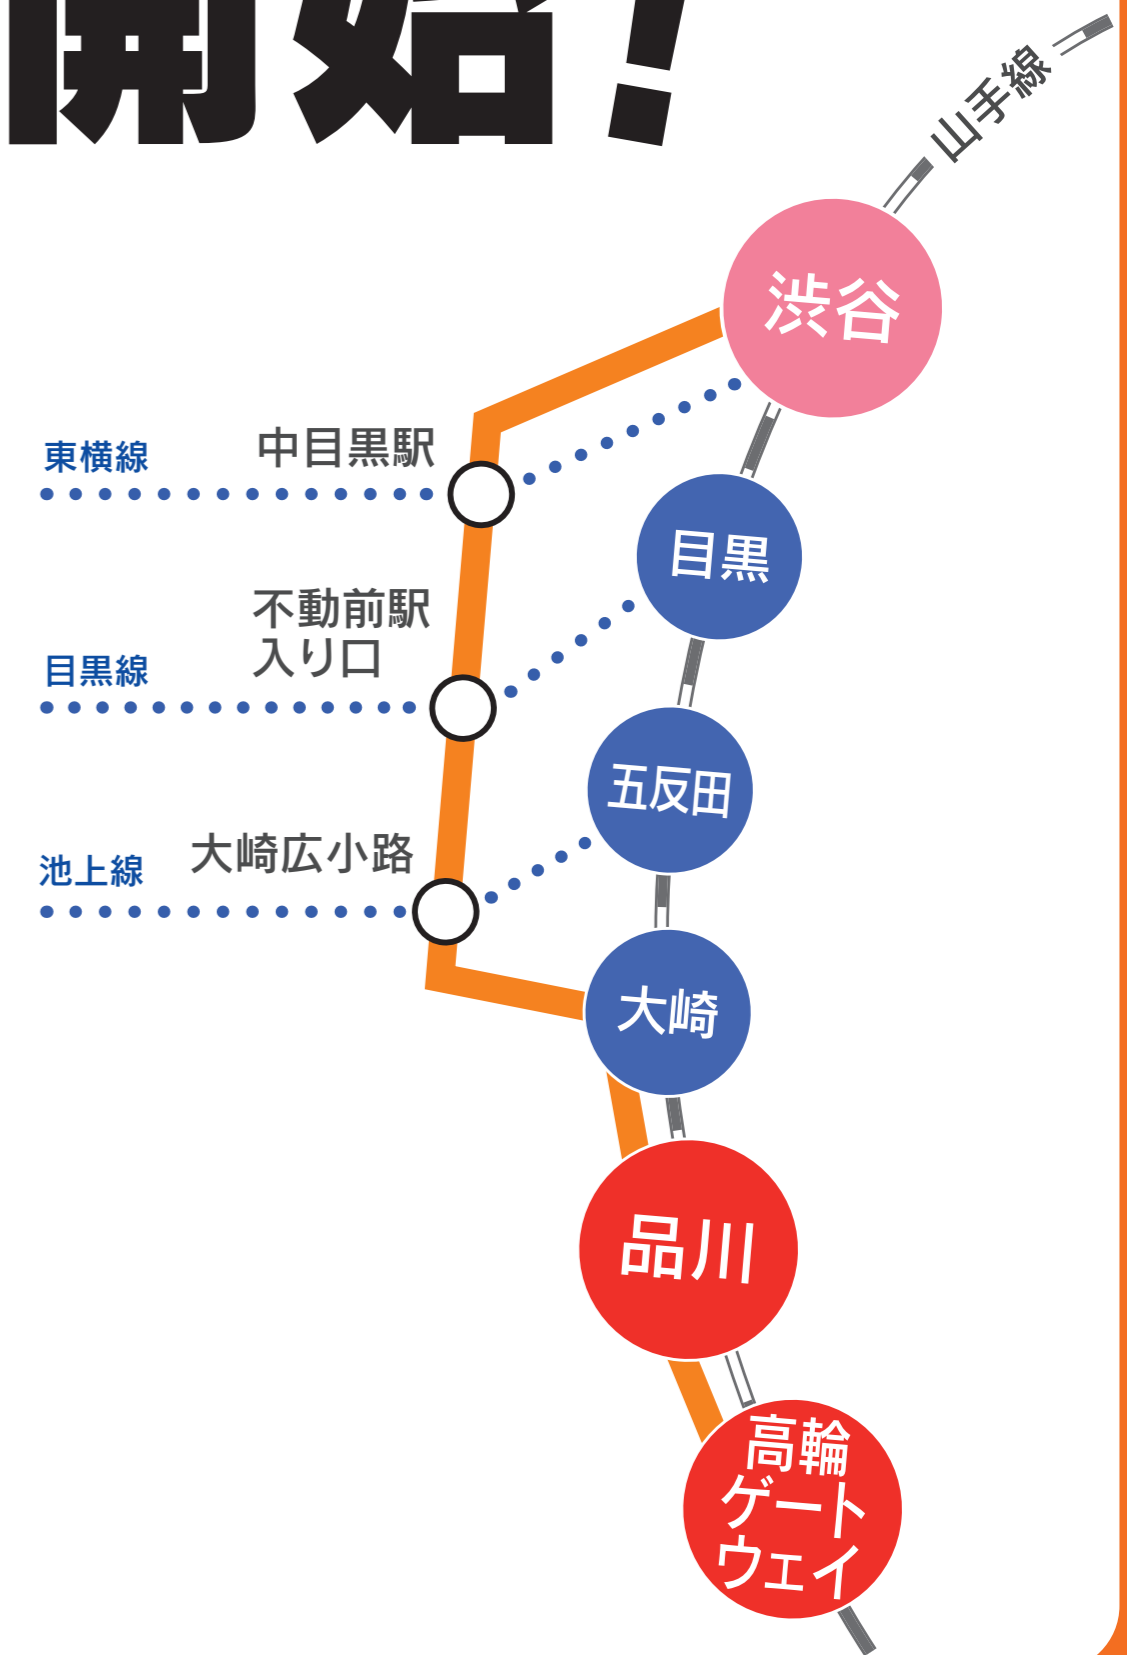 開始!
山手線
渋谷
東横線
中目黒駅
目黒
不動前駅
入り口
目黒線
五反田
大崎広小路
池上線
大崎
品川
高輪
ゲート
ウェイ